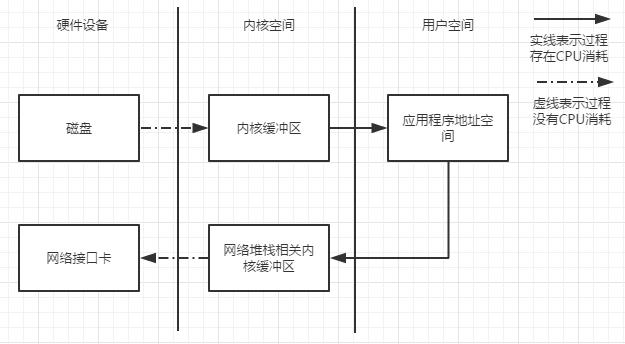 硬件设备
内核空间
用户空间
实线表示过程
存在CPU消耗
虚线表示过程
没有CPU消耗
磁盘
内核缓冲区
应用程序地址空
间
网络接口卡
网络堆栈相关内
核缓冲区